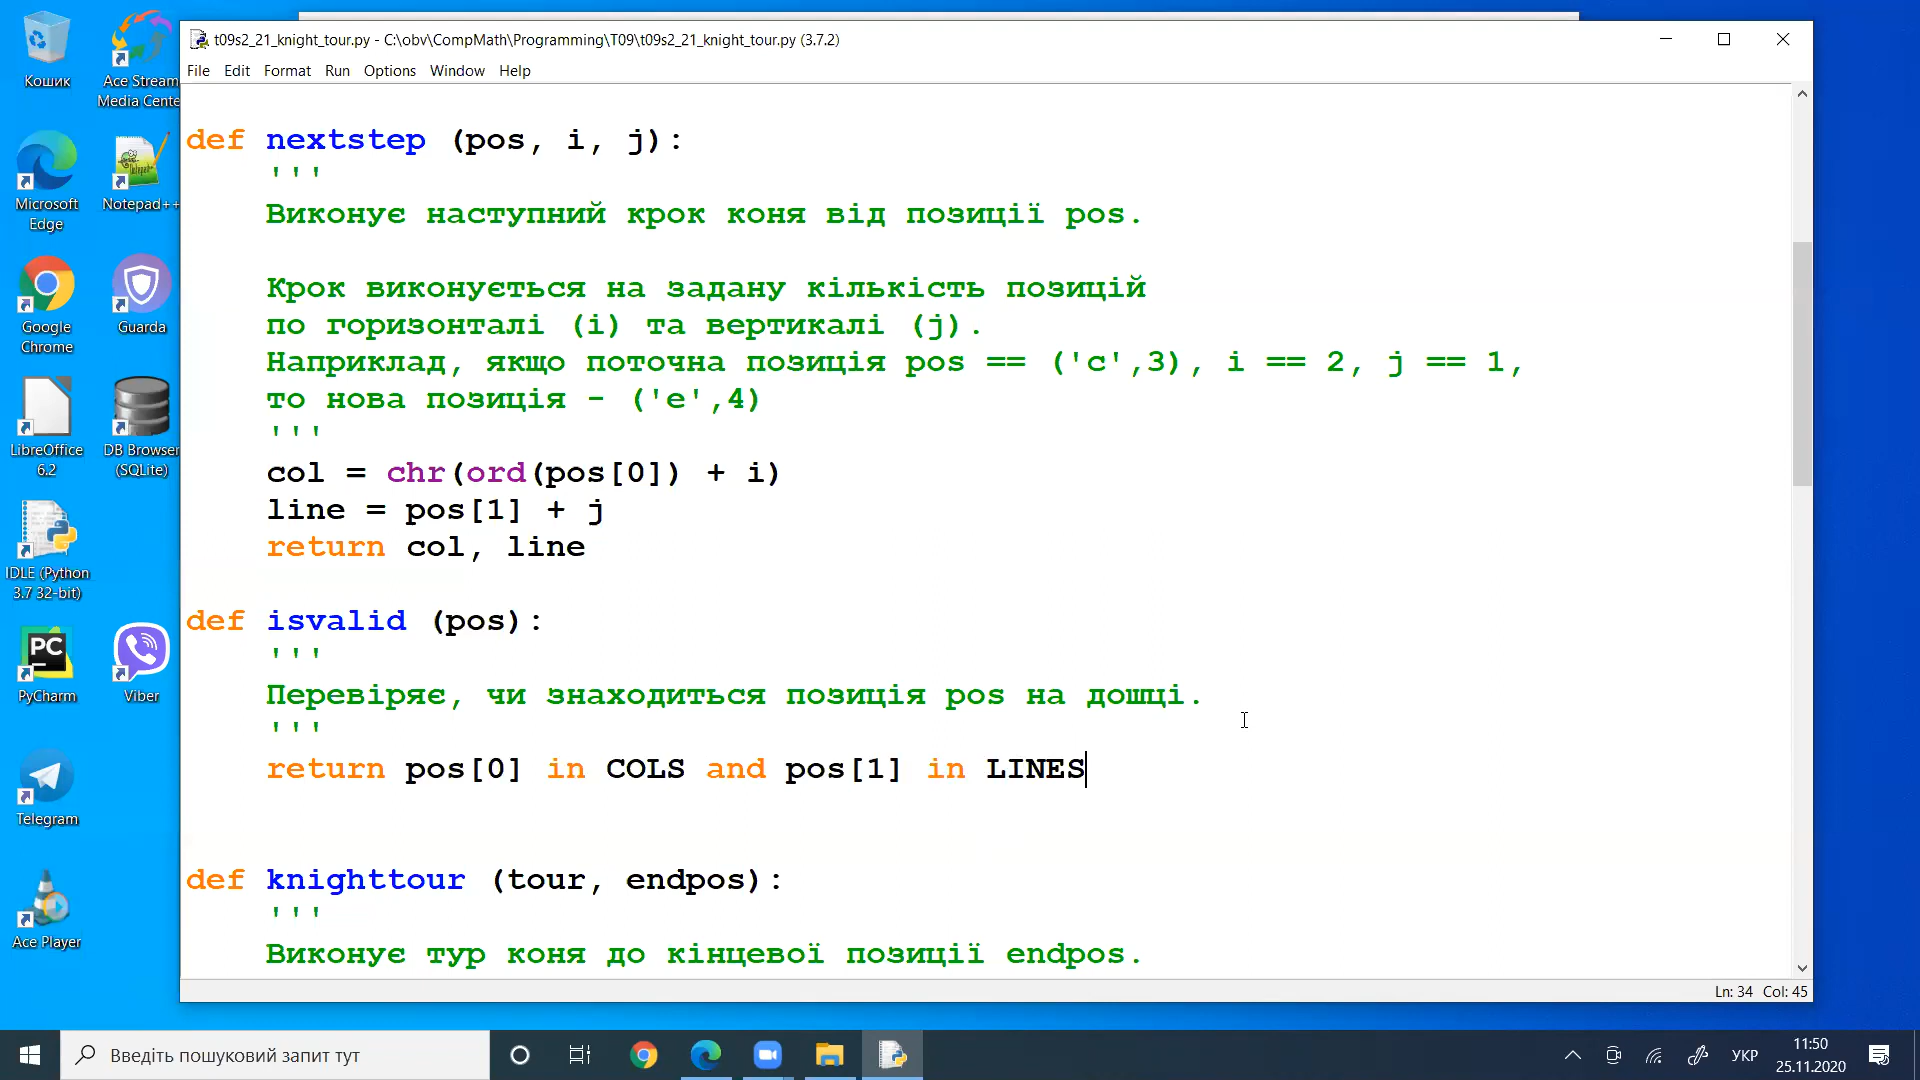 t09s2_21_knight_tour.py - C:\obv\CompMath\Programming\T09\t09s2_21_knight_tour.py (3.7.2)
File Edit Format Run Options Window Help
def nextstep (pos, i, j):
'''
Виконує наступний крок коня від позиції pos.
Крок виконується на задану кількість позицій
по горизонталі (i) та вертикалі (j).
Наприклад, якщо поточна позиція pos == ('c',3), i == 2, j == 1,
то нова позиція - ('e',4)
'''
col = chr(ord(pos[0]) + i)
line = pos[1] + j
return col, line
def isvalid (pos):
'''
Перевіряє, чи знаходиться позиція pos на дошці.
'''
return pos[0] in COLS and pos[1] in LINES
def knighttour (tour, endpos):
'''
Виконує тур коня до кінцевої позиції endpos.
Ln: 34 Col: 45
Кошик
Ace Stream
Media Cente
Microsoft
Edge
Notepad++
Google
Chrome
Guarda
LibreOffice
6.2
DB Browser
(SQLite)
IDLE (Python
3.7 32-bit)
PC
PyCharm
Viber
Telegram
Ace Player
Введіть пошуковий запит тут
УКР
11:50
25.11.2020